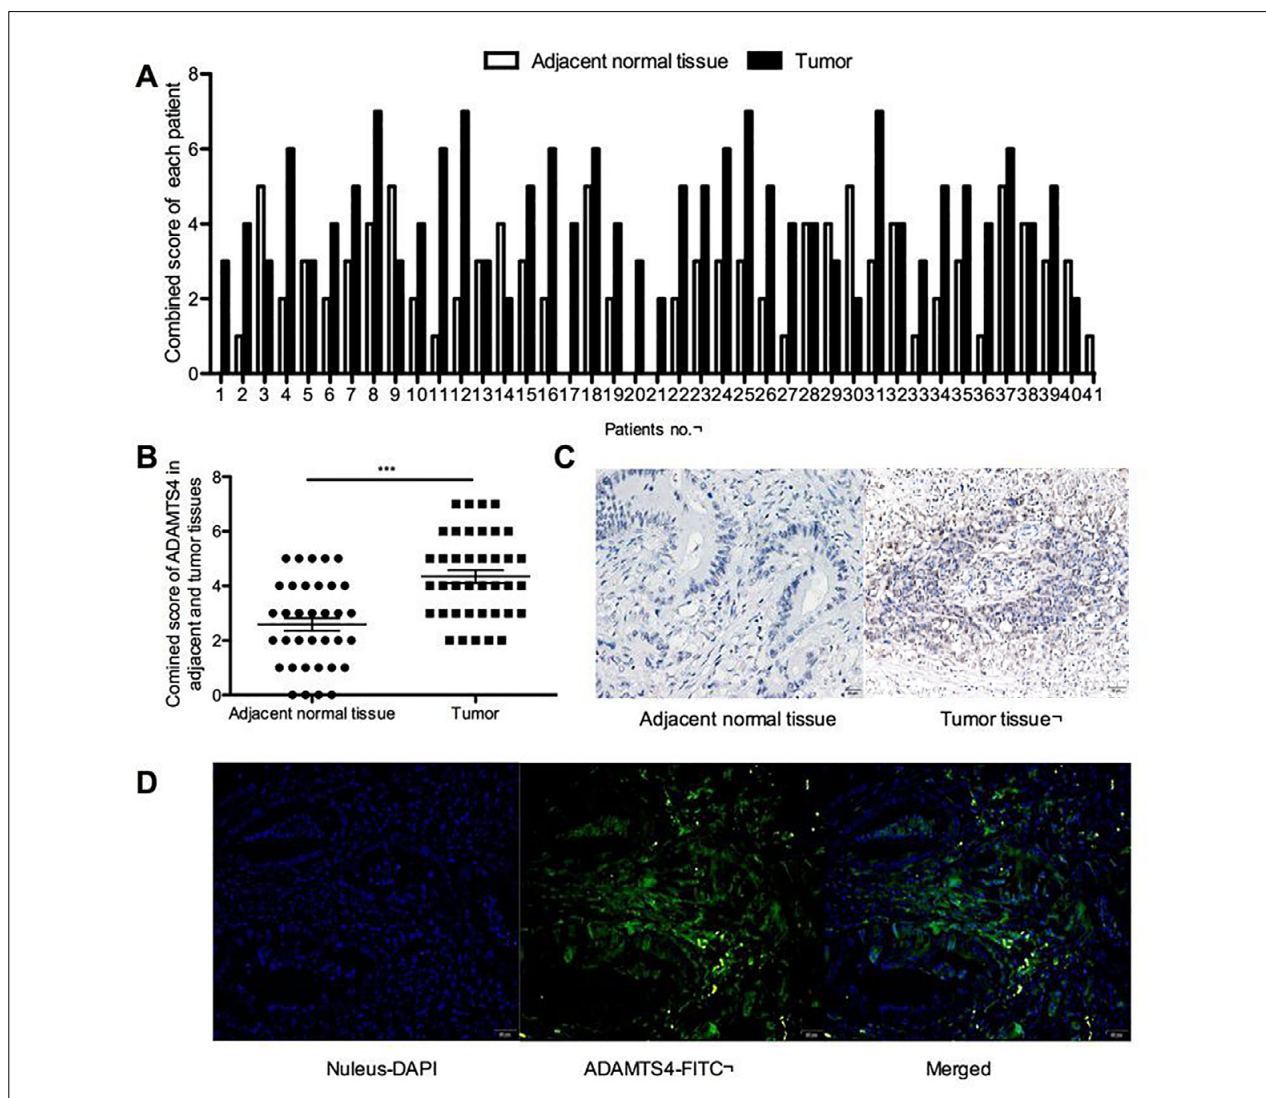 Adjacent normal tissue Tumor
A
Combined score of each patient
8
6
4
2
0
1 2 3 4 5 6 7 8 9 10 11 12 13 14 15 16 17 18 19 20 21 22 23 24 25 26 27 28 29 30 31 32 33 34 35 36 37 38 39 40 41
Patients no.¬
B
Comined score of ADAMTS4 in
adjacent and tumor tissues
***
8
6
4
2
0
Adjacent normal tissue Tumor
C
Adjacent normal tissue Tumor tissue¬
D
Nuleus-DAPI ADAMTS4-FITC¬ Merged